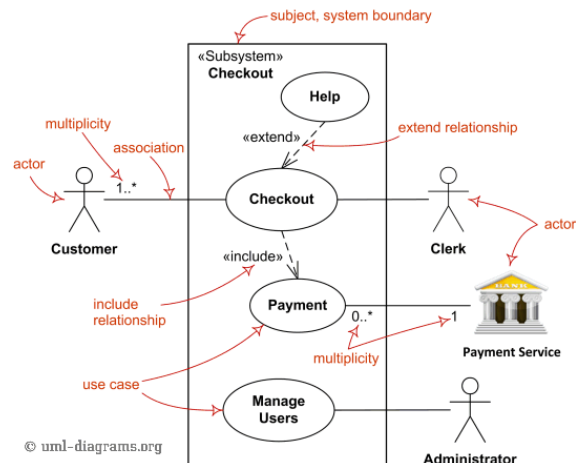 subject, system boundary
«Subsystem»
Checkout
Help
multiplicity
«extend»
extend relationship
association
actor
1..*
Checkout
Customer
Clerk
actor
«include»
BANK
include
relationship
Payment
0..*
1
multiplicity
Payment Service
use case
Manage
Users
© uml-diagrams.org
Administrator